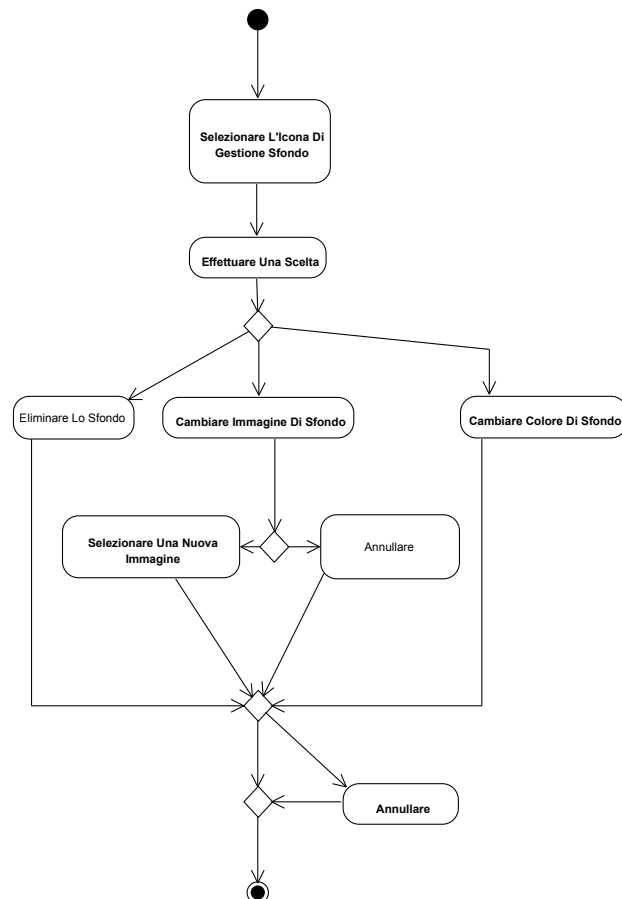 Selezionare L'Icona Di
Gestione Sfondo
Effettuare Una Scelta
Eliminare Lo Sfondo
Cambiare Immagine Di Sfondo
Cambiare Colore Di Sfondo
Selezionare Una Nuova
Immagine
Annullare
Annullare